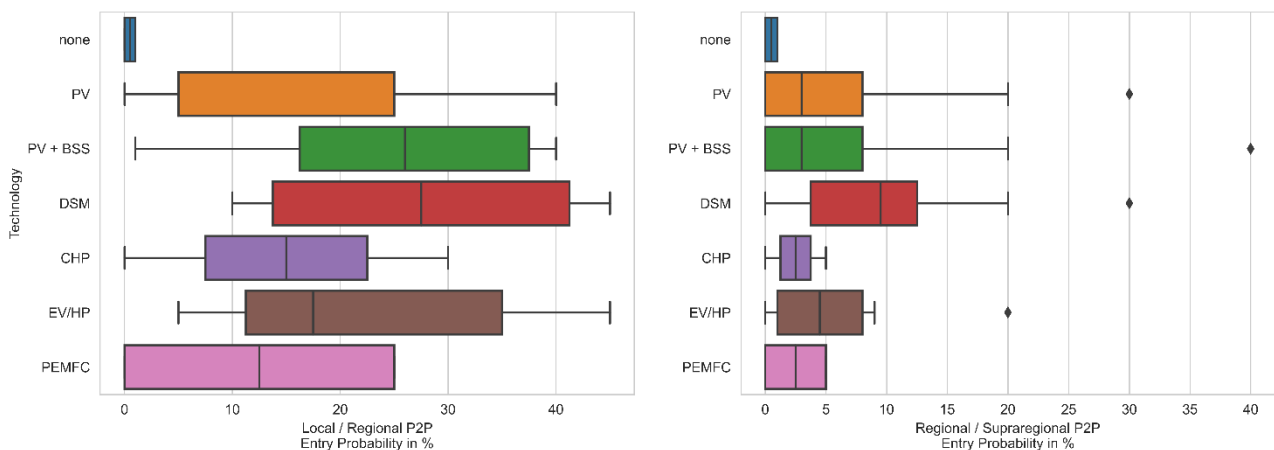 none
PV
PV + BSS
DSM
CHP
EV/HP
PEMFC
Technology
0 10 20 30 40
Local / Regional P2P
Entry Probability in %
none
PV
PV + BSS
DSM
CHP
EV/HP
PEMFC
0 5 10 15 20 25 30 35 40
Regional / Supraregional P2P
Entry Probability in %